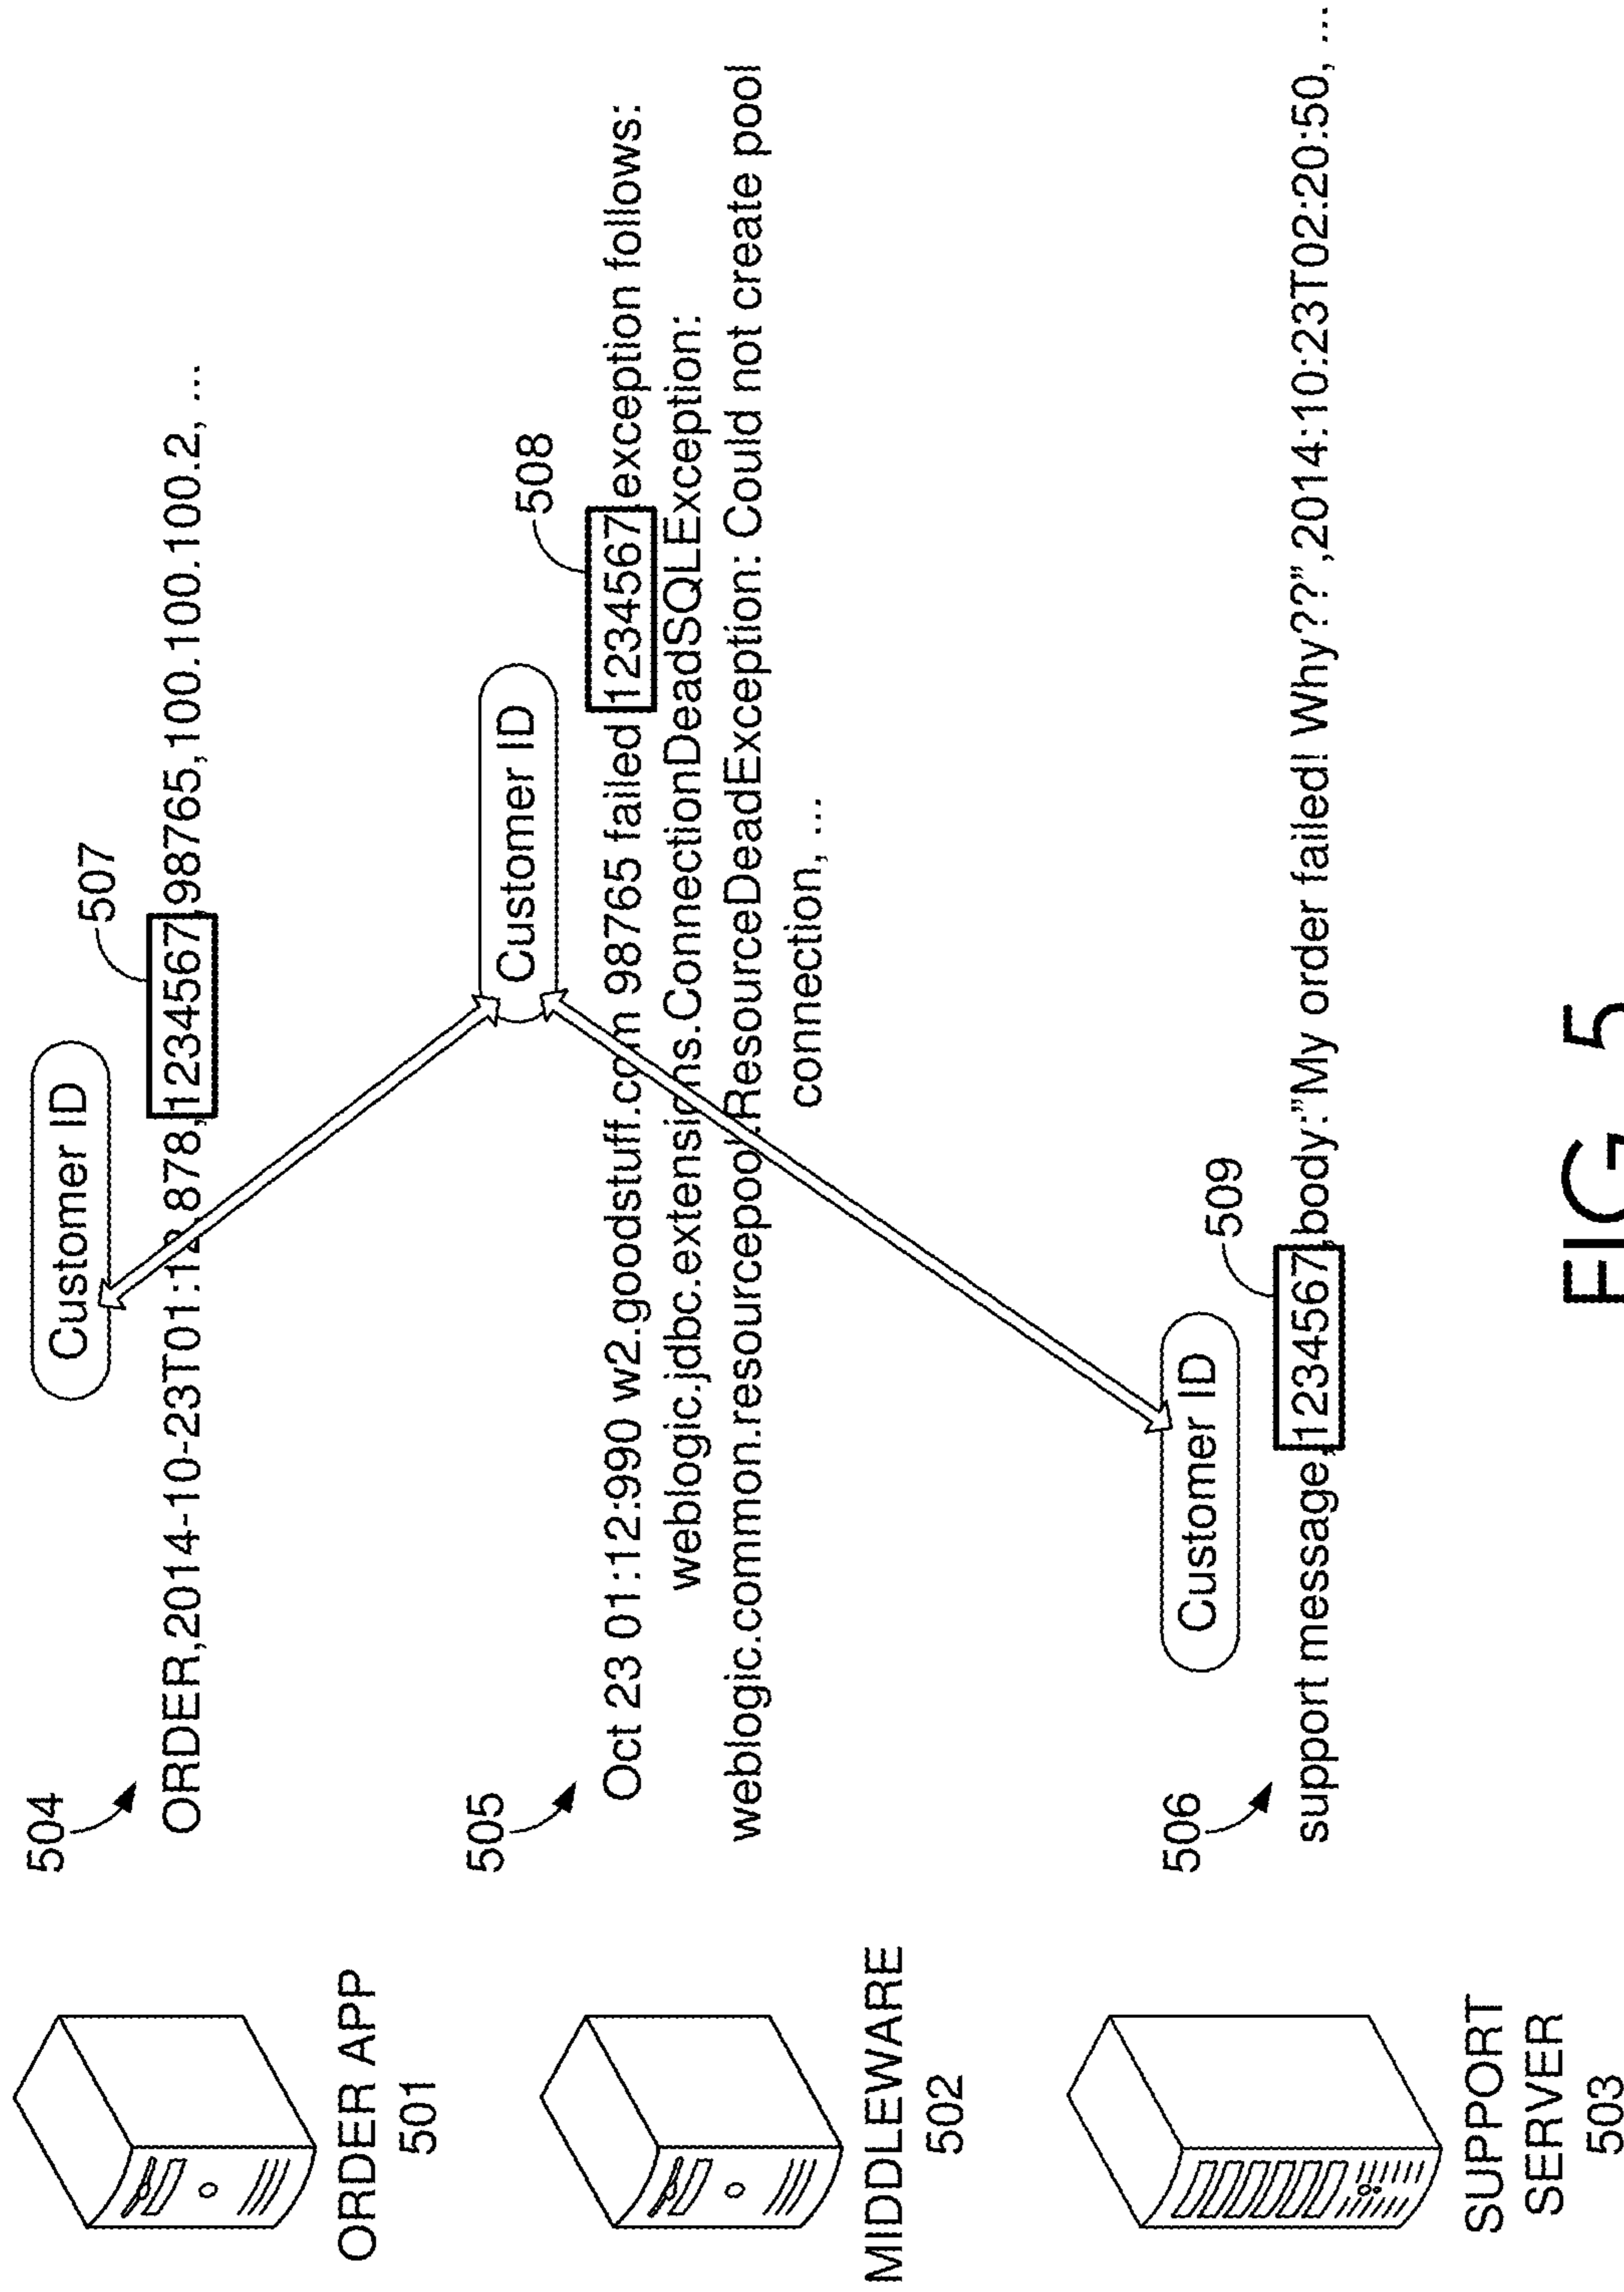 504
Customer ID
507
ORDER,2014-10-23T01:12.878,1234567,98765,100.100.100.2, ...
ORDER APP
501
505
Customer ID
508
Oct 23 01:12:990 w2.goodstuff.com 98765 failed 1234567 exception follows:
weblogic.jdbc.extensions.ConnectionDeadSQLException:
weblogic.common.resourcepool.ResourceDeadException: Could not create pool
connection, ...
MIDDLEWARE
502
506
Customer ID
509
support message,1234567,body:"My order failed! Why??",2014:10:23T02:20:50, ...
SUPPORT
SERVER
503
FIG. 5